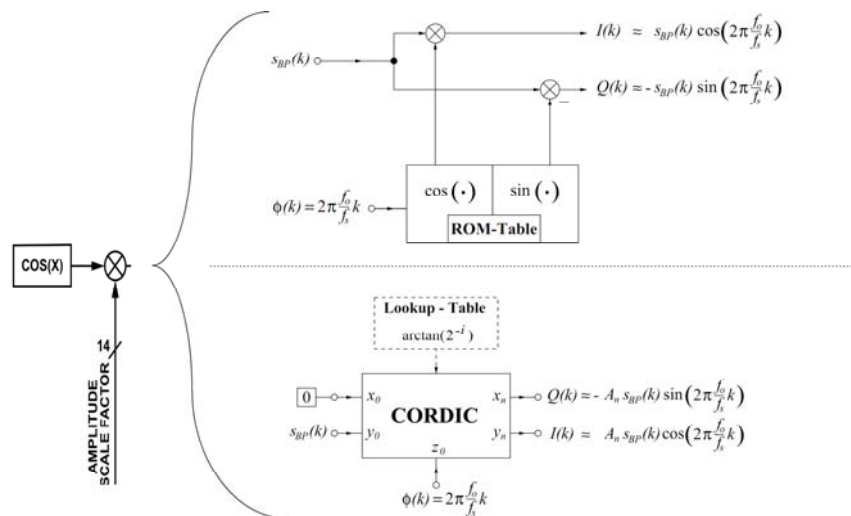 COS(X)
14
AMPLITUDE
SCALE FACTOR
s_BP(k)
I(k) ≈ s_BP(k) cos(2π f_o/f_s k)
Q(k) ≈ - s_BP(k) sin(2π f_o/f_s k)
−
ϕ(k) = 2π f_o/f_s k
cos(·)
sin(·)
ROM-Table
Lookup - Table
arctan(2^-i)
0
x_0
x_n
Q(k) ≈ - A_n s_BP(k) sin(2π f_o/f_s k)
CORDIC
s_BP(k)
y_0
y_n
I(k) ≈ A_n s_BP(k) cos(2π f_o/f_s k)
z_0
ϕ(k) = 2π f_o/f_s k